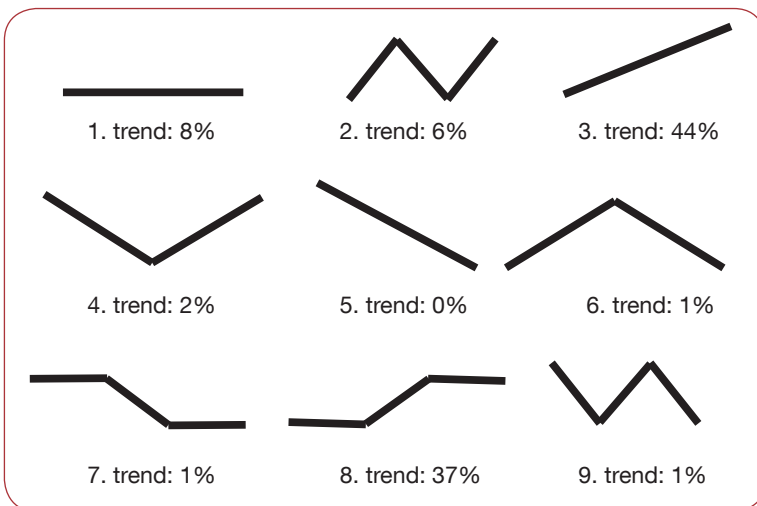 1. trend: 8%
2. trend: 6%
3. trend: 44%
4. trend: 2%
5. trend: 0%
6. trend: 1%
7. trend: 1%
8. trend: 37%
9. trend: 1%